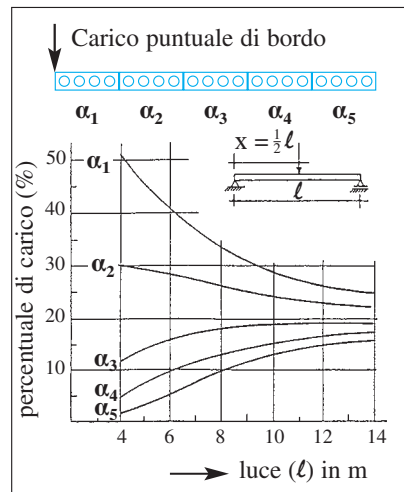 Carico puntuale di bordo
α1 α2 α3 α4 α5
percentuale di carico (%)
50
40
30
20
10
α1
α2
α3
α4
α5
x = ½ ℓ
ℓ
4 6 8 10 12 14
luce (ℓ) in m